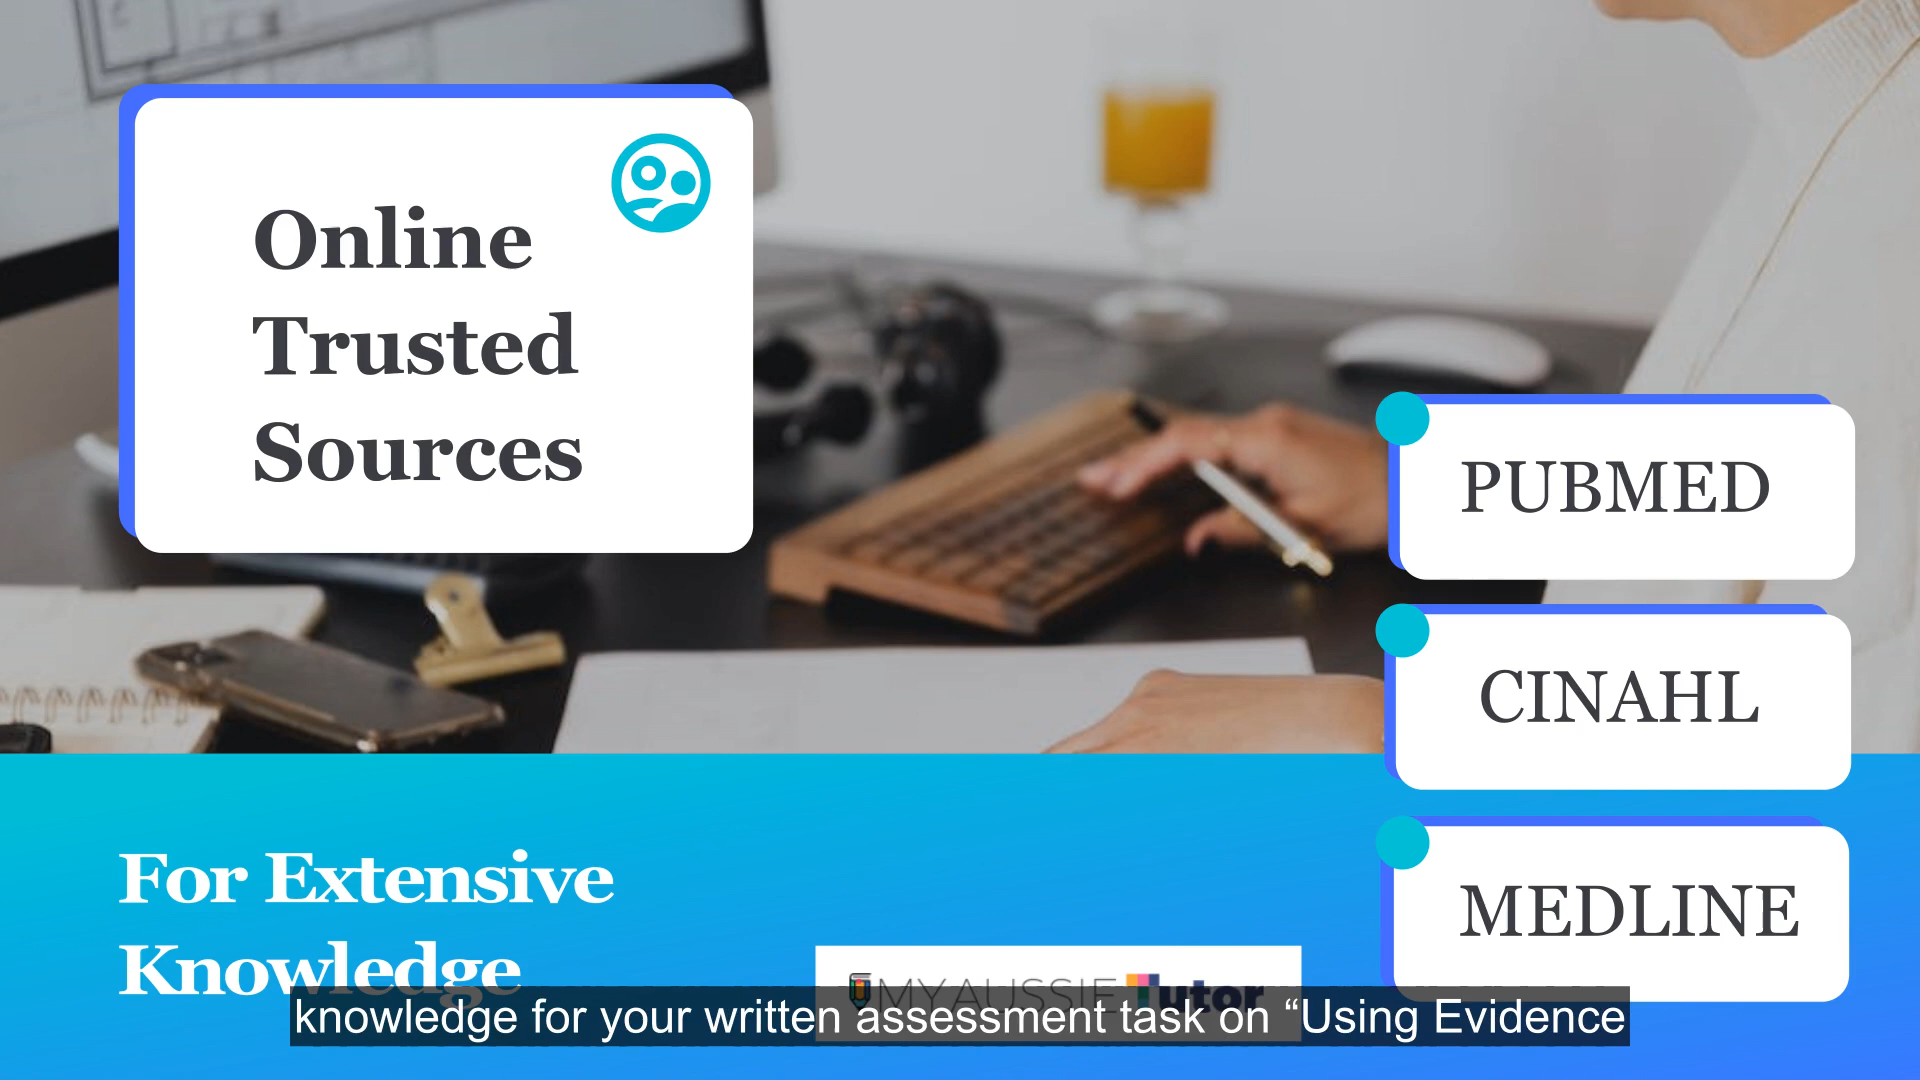 Online
Trusted
Sources
PUBMED
CINAHL
MEDLINE
For Extensive
Knowledge
MYAUSSIE Tutor
knowledge for your written assessment task on “Using Evidence